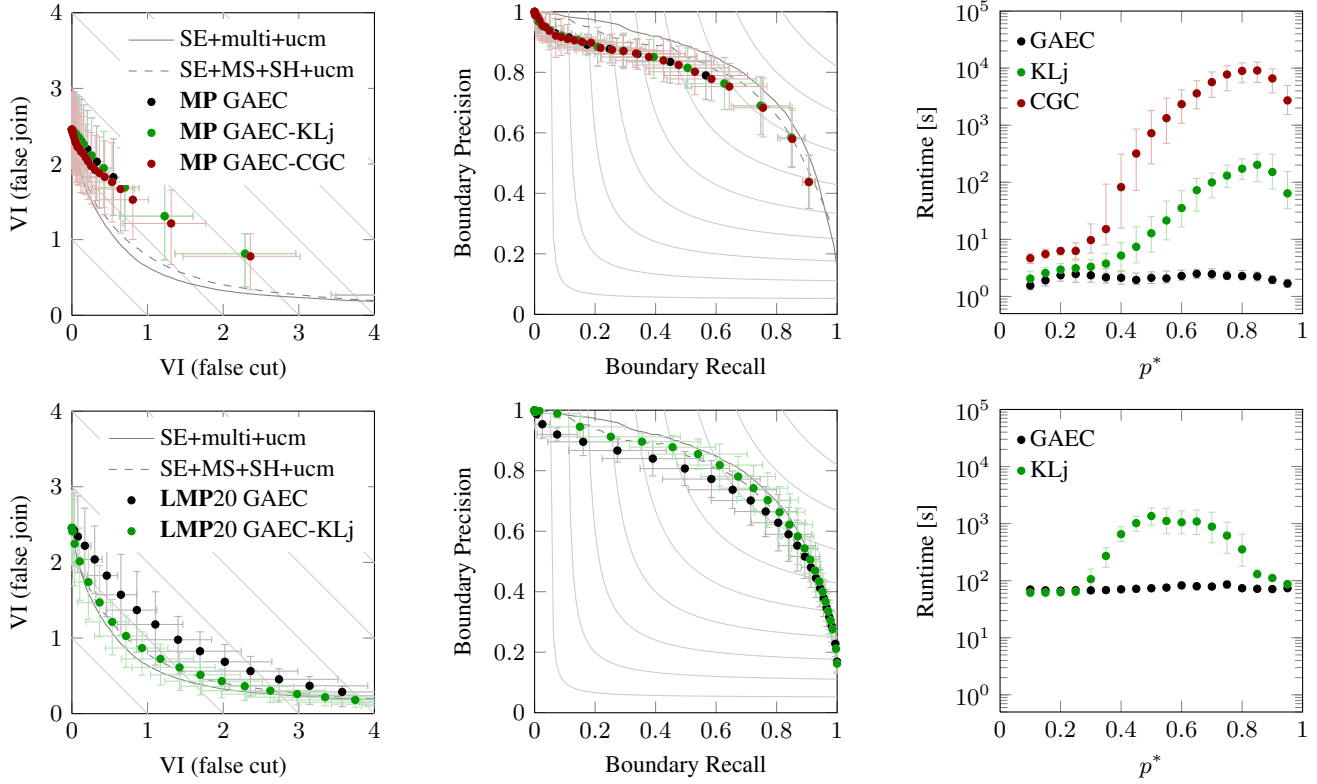 4
3
2
1
0
0
1
2
3
4
VI (false join)
VI (false cut)
SE+multi+ucm
SE+MS+SH+ucm
MP GAEC
MP GAEC-KLj
MP GAEC-CGC
1
0.8
0.6
0.4
0.2
0
0
0.2
0.4
0.6
0.8
1
Boundary Precision
Boundary Recall
10^5
10^4
10^3
10^2
10^1
10^0
0
0.2
0.4
0.6
0.8
1
Runtime [s]
p*
GAEC
KLj
CGC
4
3
2
1
0
0
1
2
3
4
VI (false join)
VI (false cut)
SE+multi+ucm
SE+MS+SH+ucm
LMP20 GAEC
LMP20 GAEC-KLj
1
0.8
0.6
0.4
0.2
0
0
0.2
0.4
0.6
0.8
1
Boundary Precision
Boundary Recall
s
10^5
10^4
10^3
10^2
10^1
10^0
0
0.2
0.4
0.6
0.8
1
Runtime [s]
p*
GAEC
KLj